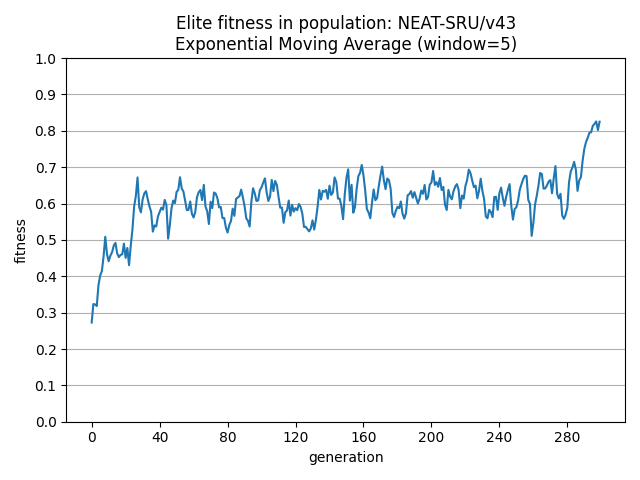 Elite fitness in population: NEAT-SRU/v43
Exponential Moving Average (window=5)
1.0
0.9
0.8
0.7
0.6
0.5
0.4
0.3
0.2
0.1
0.0
fitness
0 40 80 120 160 200 240 280
generation